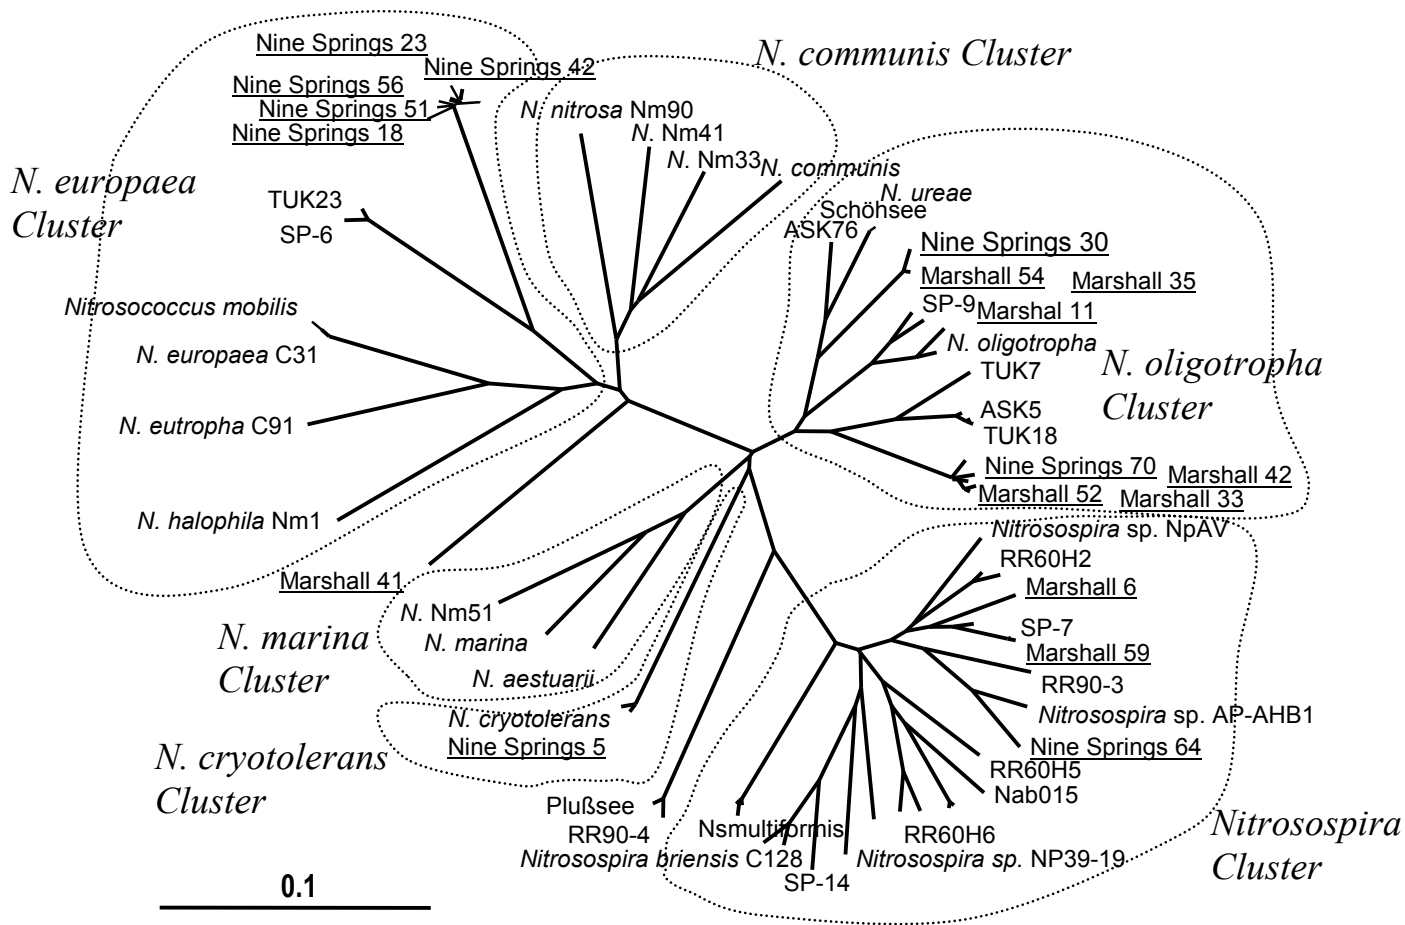 Nine Springs 23
Nine Springs 42
Nine Springs 56
Nine Springs 51
Nine Springs 18
N. europaea
Cluster
TUK23
SP-6
Nitrosococcus mobilis
N. europaea C31
N. eutropha C91
N. halophila Nm1
Marshall 41
N. communis Cluster
N. nitrosa Nm90
N. Nm41
N. Nm33
N. communis
N. ureae
Schöhsee
ASK76
Nine Springs 30
Marshall 54
Marshall 35
SP-9
Marshal 11
N. oligotropha
TUK7
N. oligotropha
Cluster
ASK5
TUK18
Nine Springs 70
Marshall 42
Marshall 52
Marshall 33
N. marina
Cluster
N. Nm51
N. marina
N. aestuarii
N. cryotolerans
Cluster
N. cryotolerans
Nine Springs 5
Nitrosospira sp. NpAV
RR60H2
Marshall 6
SP-7
Marshall 59
RR90-3
Nitrosospira sp. AP-AHB1
Nine Springs 64
RR60H5
Nab015
Plußsee
RR90-4
Nsmultiformis
RR60H6
Nitrosospira briensis C128
Nitrosospira sp. NP39-19
SP-14
Nitrosospira
Cluster
0.1